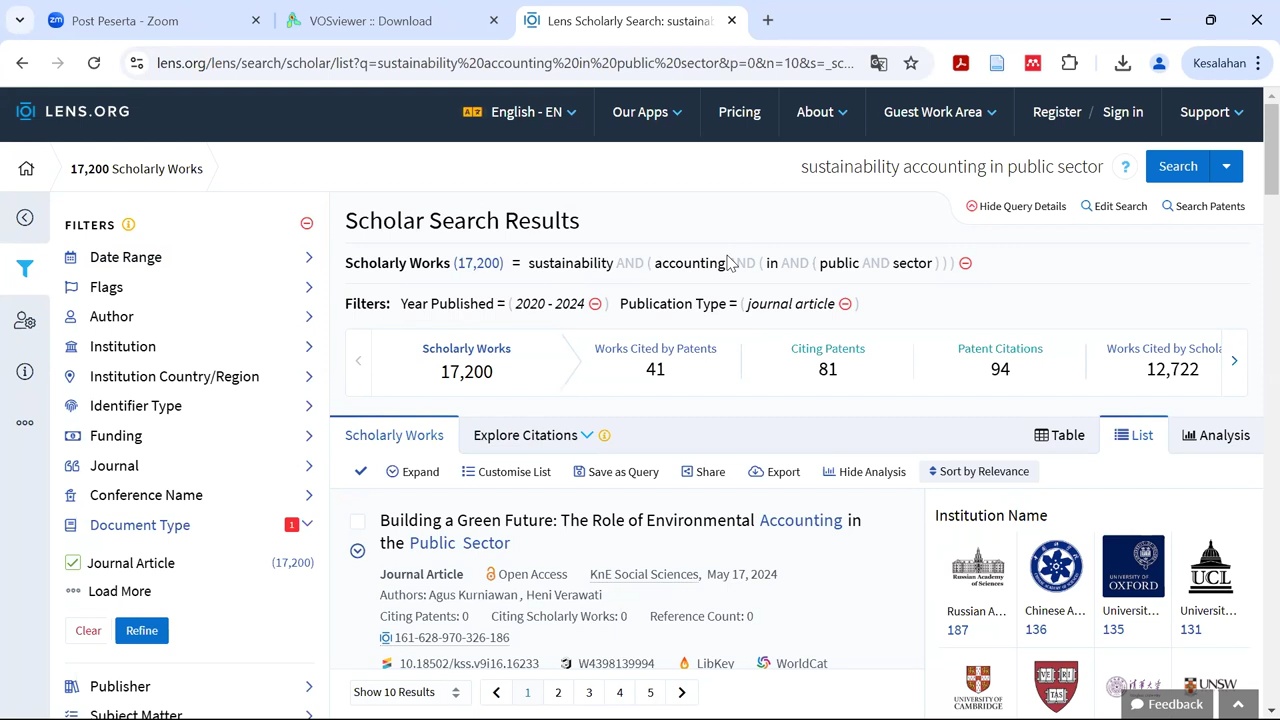 Post Peserta - Zoom
VOSviewer :: Download
Lens Scholarly Search: sustaina
lens.org/lens/search/scholar/list?q=sustainability%20accounting%20in%20public%20sector&p=0&n=10&s=_sc...
Kesalahan
LENS.ORG
English - EN
Our Apps
Pricing
About
Guest Work Area
Register / Sign in
Support
17,200 Scholarly Works
sustainability accounting in public sector
?
Search
Hide Query Details
Edit Search
Search Patents
FILTERS
Date Range
Flags
Author
Institution
Institution Country/Region
Identifier Type
Funding
Journal
Conference Name
Document Type 1
Journal Article (17,200)
Load More
Clear
Refine
Publisher
Subject Matter
Scholar Search Results
Scholarly Works (17,200) = sustainability AND ( accounting AND ( in AND ( public AND sector ) ) )
Filters: Year Published = ( 2020 - 2024 ) Publication Type = ( journal article )
Scholarly Works
17,200
Works Cited by Patents
41
Citing Patents
81
Patent Citations
94
Works Cited by Schola
12,722
Scholarly Works
Explore Citations
Table
List
Analysis
Expand
Customise List
Save as Query
Share
Export
Hide Analysis
Sort by Relevance
Building a Green Future: The Role of Environmental Accounting in
the Public Sector
Journal Article Open Access KnE Social Sciences, May 17, 2024
Authors:Agus Kurniawan , Heni Verawati
Citing Patents: 0 Citing Scholarly Works: 0 Reference Count: 0
161-628-970-326-186
10.18502/kss.v9i16.16233 W4398139994 LibKey WorldCat
Show 10 Results
1 2 3 4 5
Institution Name
UNIVERSITY OF OXFORD
UCL
Russian A...
187
Chinese A...
136
Universit...
135
Universit...
131
UNIVERSITY OF CAMBRIDGE
UNSW
Feedback